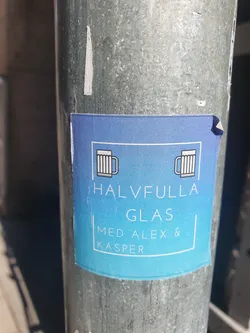 HALVFULLA
GLAS
MED ALEX &
KASPER